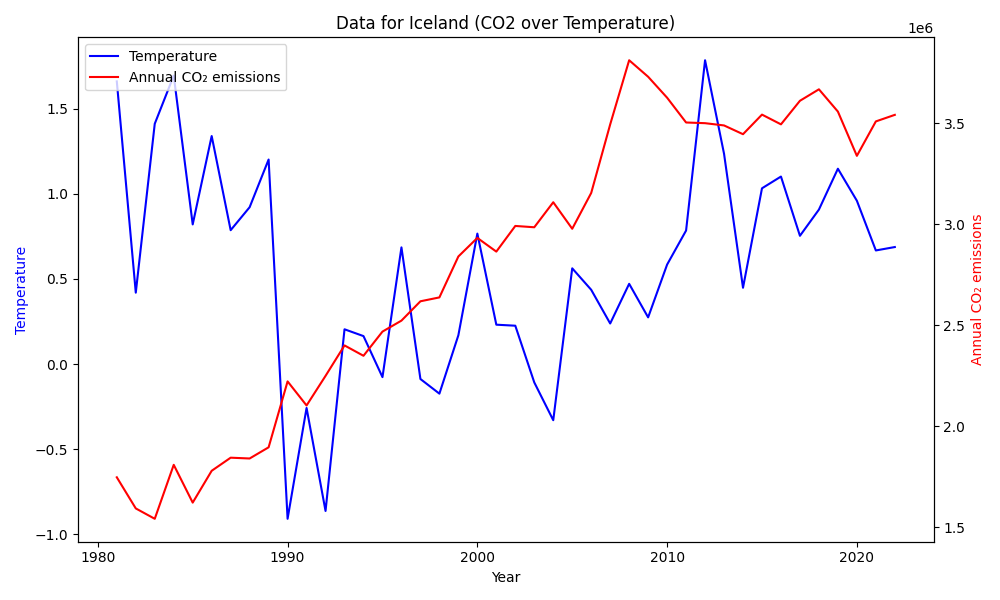 Data for Iceland (CO2 over Temperature)
1e6
Temperature
Annual CO₂ emissions
1.5
1.0
0.5
0.0
−0.5
−1.0
Temperature
3.5
3.0
2.5
2.0
1.5
Annual CO₂ emissions
1980
1990
2000
2010
2020
Year